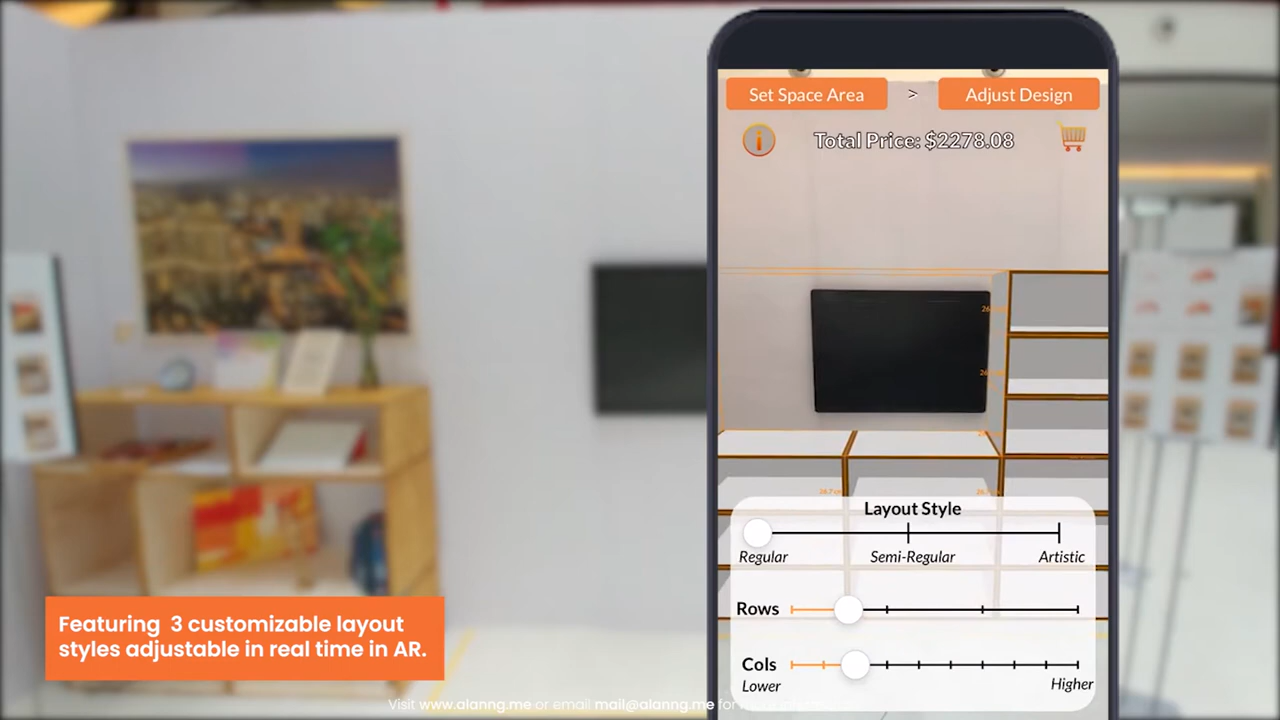 Set Space Area > Adjust Design
i
Total Price: $2278.08
Layout Style
Regular Semi-Regular Artistic
Rows
Cols
Lower Higher
Featuring 3 customizable layout
styles adjustable in real time in AR.
Visit www.alanng.me or email mail@alanng.me for